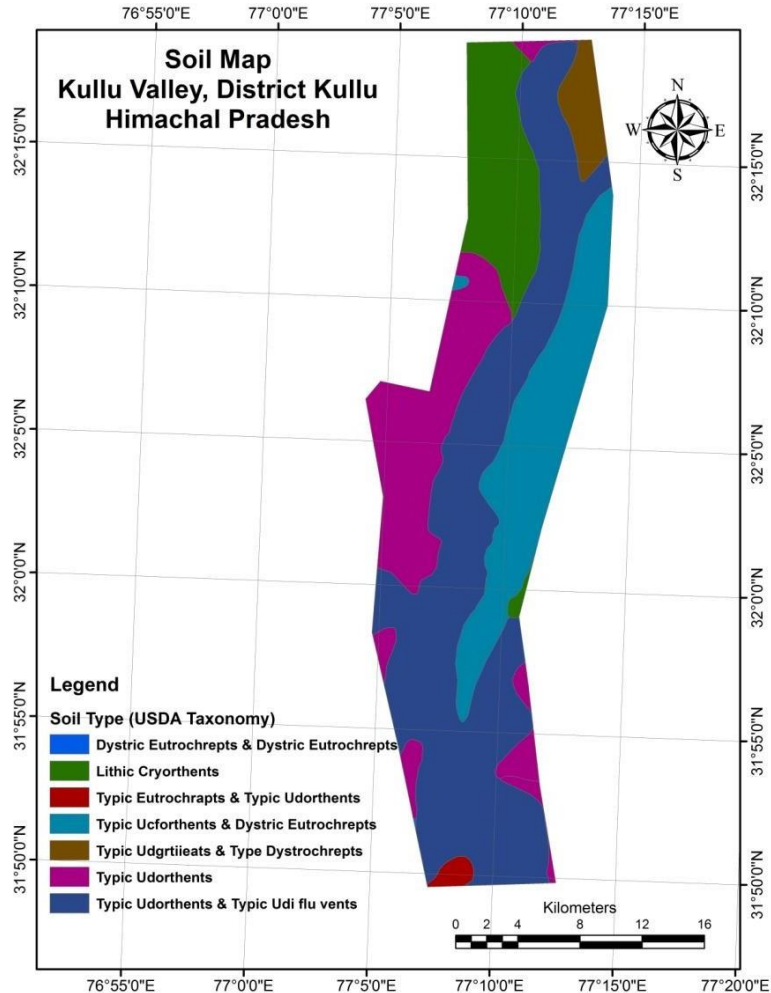 76°55'0"E 77°0'0"E 77°5'0"E 77°10'0"E 77°15'0"E
Soil Map
Kullu Valley, District Kullu
Himachal Pradesh
N
W E
S
32°15'0"N 32°15'0"N
32°10'0"N 32°10'0"N
32°5'0"N 32°5'0"N
32°0'0"N 32°0'0"N
31°55'0"N 31°55'0"N
31°50'0"N 31°50'0"N
Legend
Soil Type (USDA Taxonomy)
Dystric Eutrochrepts & Dystric Eutrochrepts
Lithic Cryorthents
Typic Eutrochrapts & Typic Udorthents
Typic Ucforthents & Dystric Eutrochrepts
Typic Udgrtiieats & Type Dystrochrepts
Typic Udorthents
Typic Udorthents & Typic Udi flu vents
Kilometers
0 2 4 8 12 16
76°55'0"E 77°0'0"E 77°5'0"E 77°10'0"E 77°15'0"E 77°20'0"E